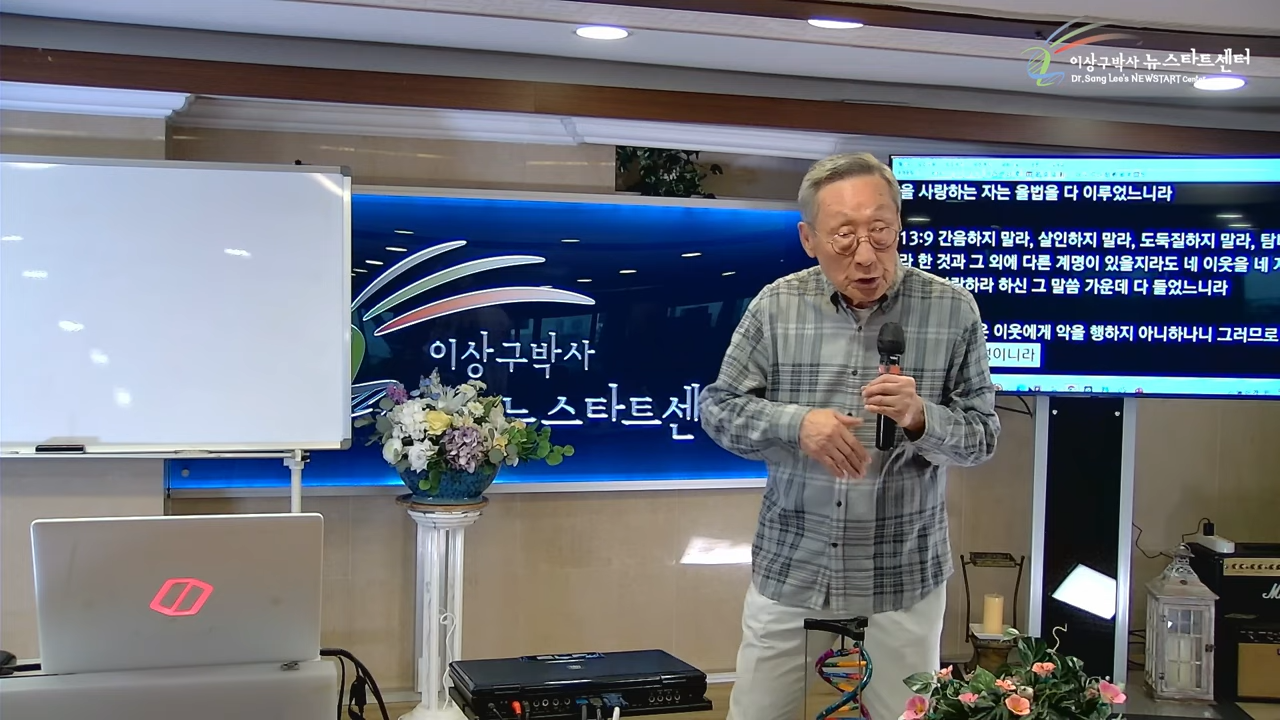 이상구박사 뉴스타트센터
Dr. Sang Lee's NEWSTART Center
을 사랑하는 자는 율법을 다 이루었느니라
13:9 간음하지 말라, 살인하지 말라, 도둑질하지 말라,
라 한 것과 그 외에 다른 계명이 있을지라도 네 이웃을 네
하라 하신 그 말씀 가운데 다 들었느니라
이웃에게 악을 행하지 아니하나니 그러므로
이니라
이상구박사
뉴스타트센